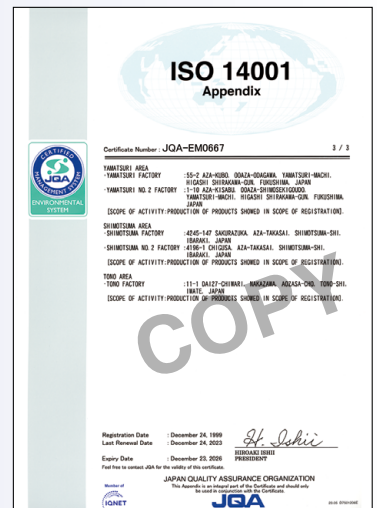 ISO 14001
Appendix
Certificate Number : JQA-EM0667
3 / 3
CERTIFIED
MANAGEMENT SYSTEM
JQA
ENVIRONMENTAL
SYSTEM
YAMATSURI AREA
·YAMATSURI FACTORY :55-2 AZA-KUBO, OOAZA-ODAGAWA, YAMATSURI-MACHI,
HIGASHI SHIRAKAWA-GUN, FUKUSHIMA, JAPAN
·YAMATSURI NO. 2 FACTORY :1-10 AZA-KISABU, OOAZA-SHIMOSEKIGOUDO,
YAMATSURI-MACHI, HIGASHI SHIRAKAWA-GUN, FUKUSHIMA,
JAPAN
[SCOPE OF ACTIVITY:PRODUCTION OF PRODUCTS SHOWED IN SCOPE OF REGISTRATION].
SHIMOTSUMA AREA
·SHIMOTSUMA FACTORY :4245-147 SAKURAZUKA, AZA-TAKASAI, SHIMOTSUMA-SHI,
IBARAKI, JAPAN
·SHIMOTSUMA NO. 2 FACTORY :4196-1 CHIGUSA, AZA-TAKASAI, SHIMOTSUMA-SHI,
IBARAKI, JAPAN
[SCOPE OF ACTIVITY:PRODUCTION OF PRODUCTS SHOWED IN SCOPE OF REGISTRATION].
TONO AREA
·TONO FACTORY :11-1 DAI27-CHIWARI, NAKAZAWA, AOZASA-CHO, TONO-SHI,
IWATE, JAPAN
[SCOPE OF ACTIVITY:PRODUCTION OF PRODUCTS SHOWED IN SCOPE OF REGISTRATION].
COPY
Registration Date : December 24, 1999
Last Renewal Date : December 24, 2023
Expiry Date : December 23, 2026
H. Ishii
HIROAKI ISHII
PRESIDENT
Feel free to contact JQA for the validity of this certificate.
JAPAN QUALITY ASSURANCE ORGANIZATION
This Appendix is an integral part of the Certificate and should only
be used in conjunction with the Certificate.
Member of
IQNET
JQA